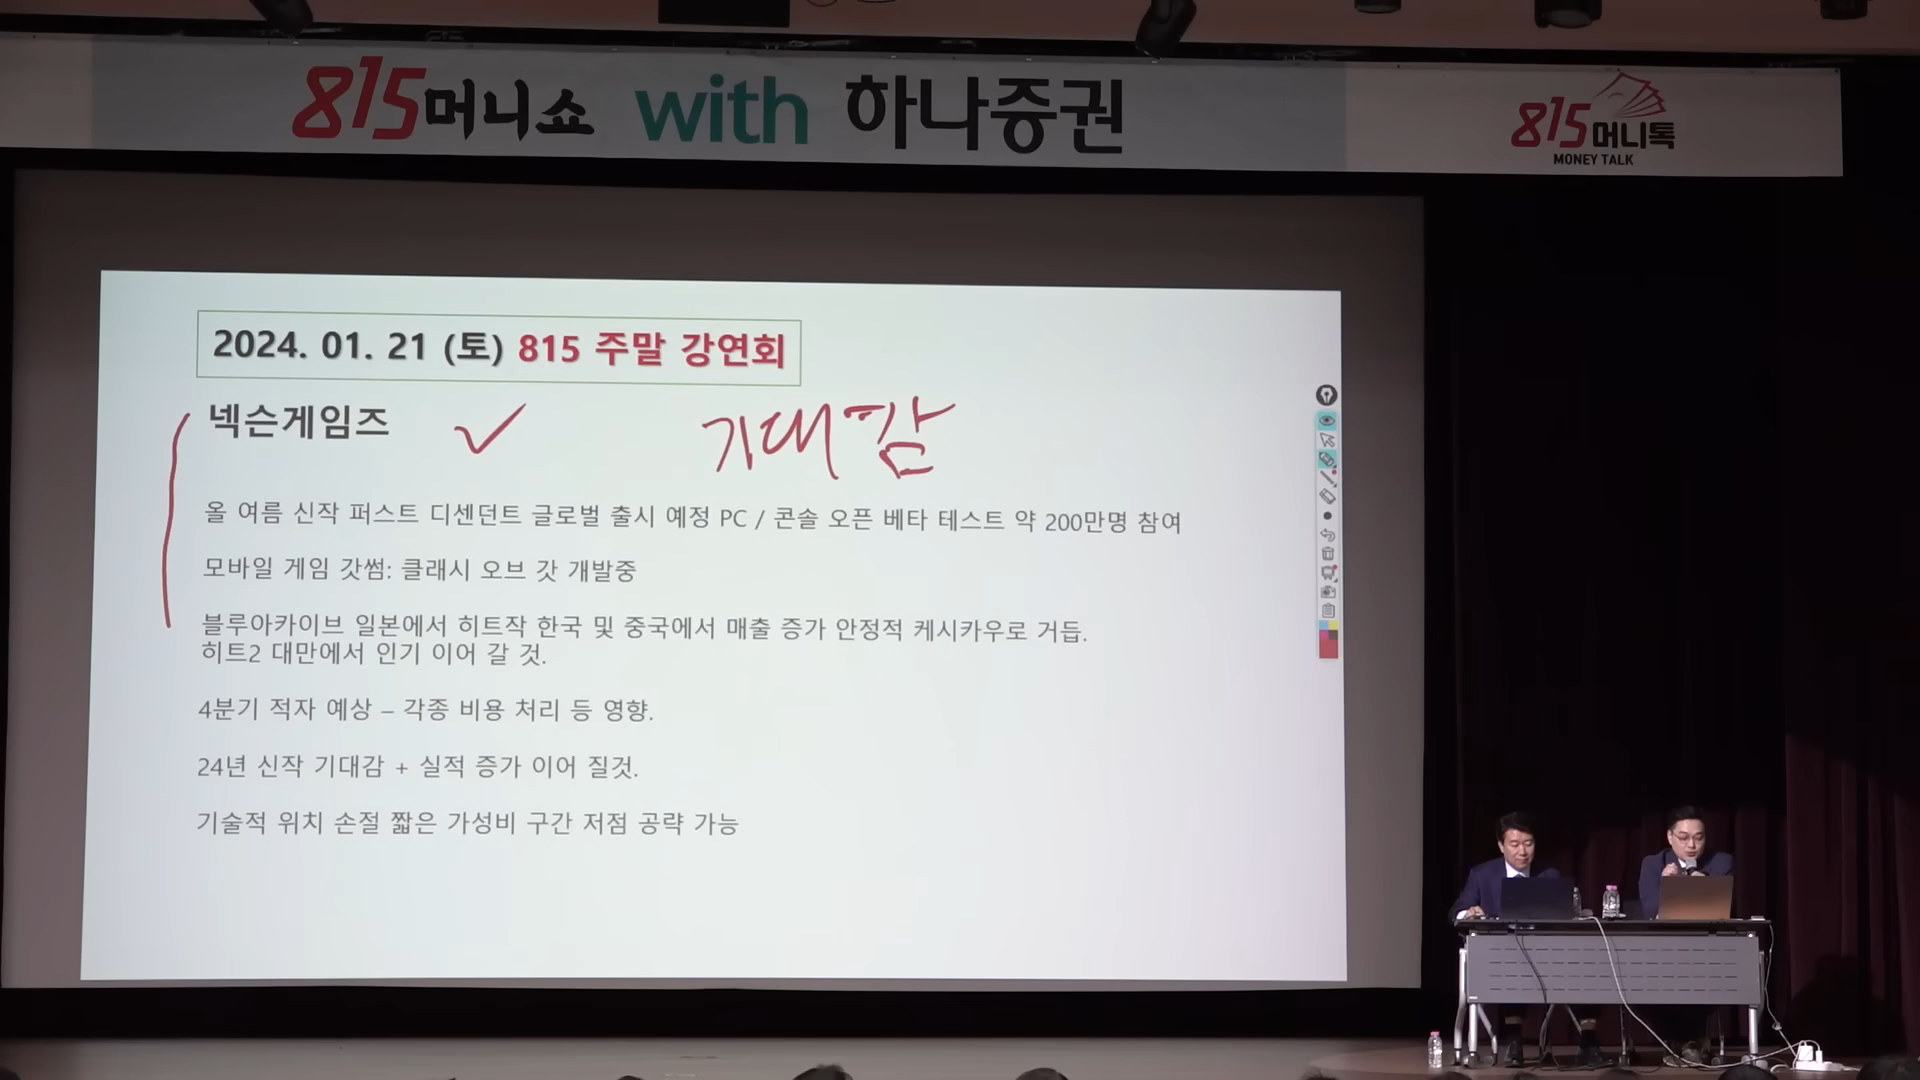 815머니쇼 with 하나증권
815머니톡
MONEY TALK
2024. 01. 21 (토) 815 주말 강연회
넥슨게임즈
기대감
올 여름 신작 퍼스트 디센던트 글로벌 출시 예정 PC / 콘솔 오픈 베타 테스트 약 200만명 참여
모바일 게임 갓썸: 클래시 오브 갓 개발중
블루아카이브 일본에서 히트작 한국 및 중국에서 매출 증가 안정적 케시카우로 거듭.
히트2 대만에서 인기 이어 갈 것.
4분기 적자 예상 – 각종 비용 처리 등 영향.
24년 신작 기대감 + 실적 증가 이어 질것.
기술적 위치 손절 짧은 가성비 구간 저점 공략 가능